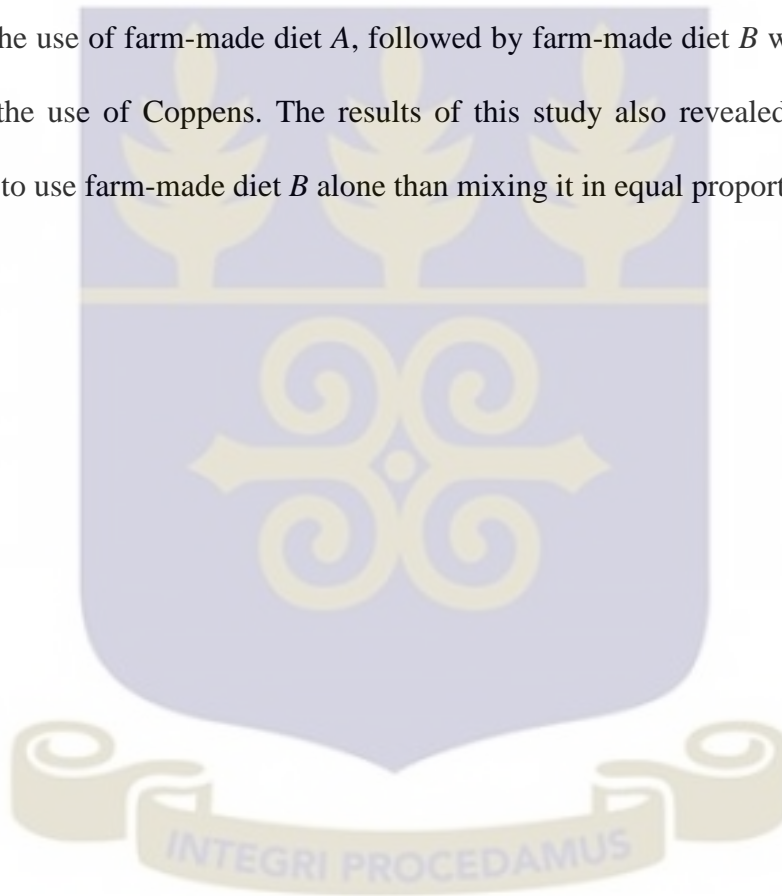 he use of farm-made diet A, followed by farm-made diet B w
the use of Coppens. The results of this study also revealed
to use farm-made diet B alone than mixing it in equal proport
INTEGRI PROCEDAMUS